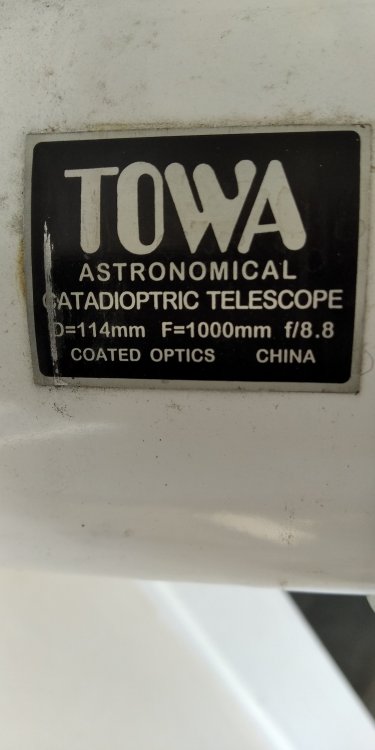 TOWA
ASTRONOMICAL
CATADIOPTRIC TELESCOPE
D=114mm F=1000mm f/8.8
COATED OPTICS CHINA